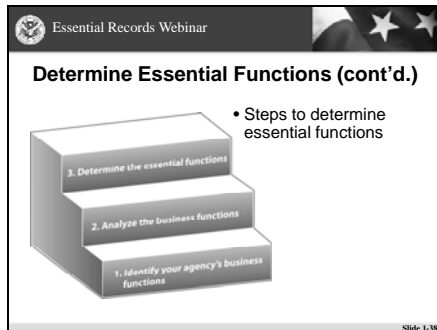 Essential Records Webinar
Determine Essential Functions (cont’d.)
• Steps to determine
essential functions
3. Determine the essential functions
2. Analyze the business functions
1. Identify your agency’s business
functions
Slide 1-38